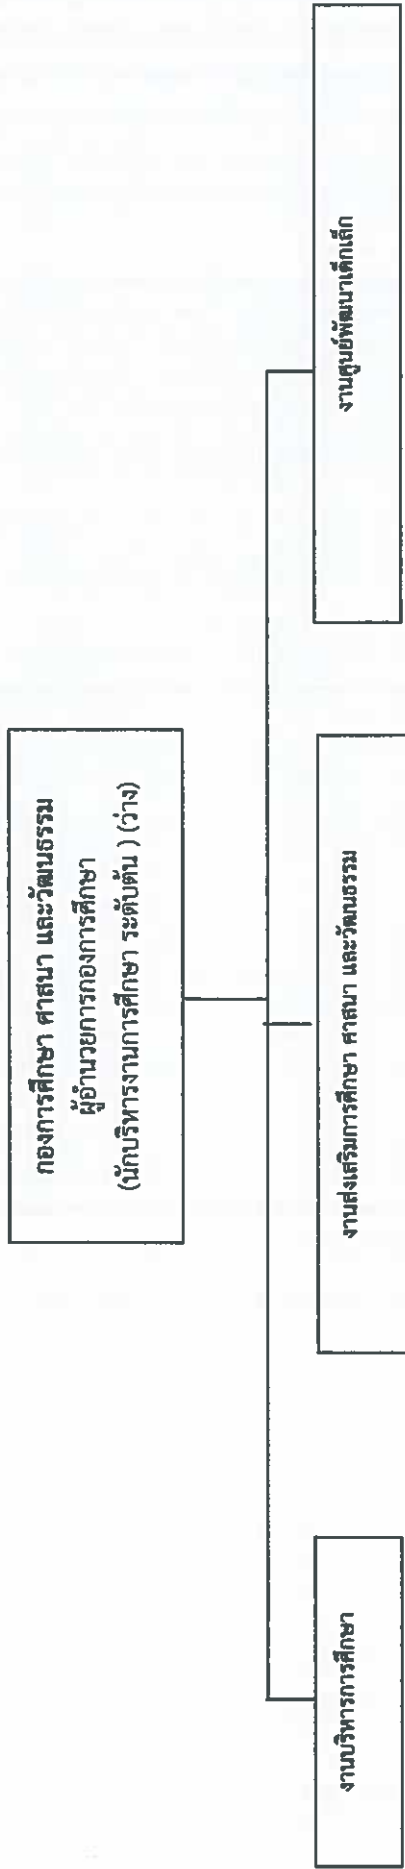 กองการศึกษา ศาสนา และวัฒนธรรม
ผู้อำนวยการกองการศึกษา
(นักบริหารงานการศึกษา ระดับต้น ) (ว่าง)
งานบริหารการศึกษา
งานส่งเสริมการศึกษา ศาสนา และวัฒนธรรม
งานศูนย์พัฒนาเด็กเล็ก